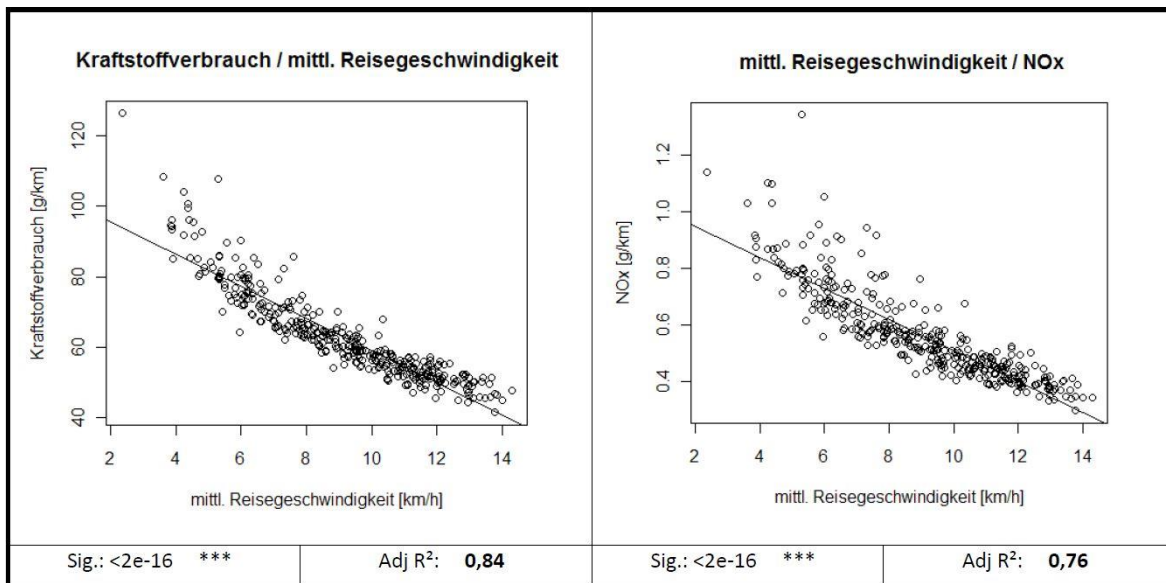 Kraftstoffverbrauch / mittl. Reisegeschwindigkeit
Kraftstoffverbrauch [g/km]
120
100
80
60
40
2 4 6 8 10 12 14
mittl. Reisegeschwindigkeit [km/h]
Sig.: <2e-16 *** Adj R²: 0,84
mittl. Reisegeschwindigkeit / NOx
NOx [g/km]
1.2
1.0
0.8
0.6
0.4
2 4 6 8 10 12 14
mittl. Reisegeschwindigkeit [km/h]
Sig.: <2e-16 *** Adj R²: 0,76